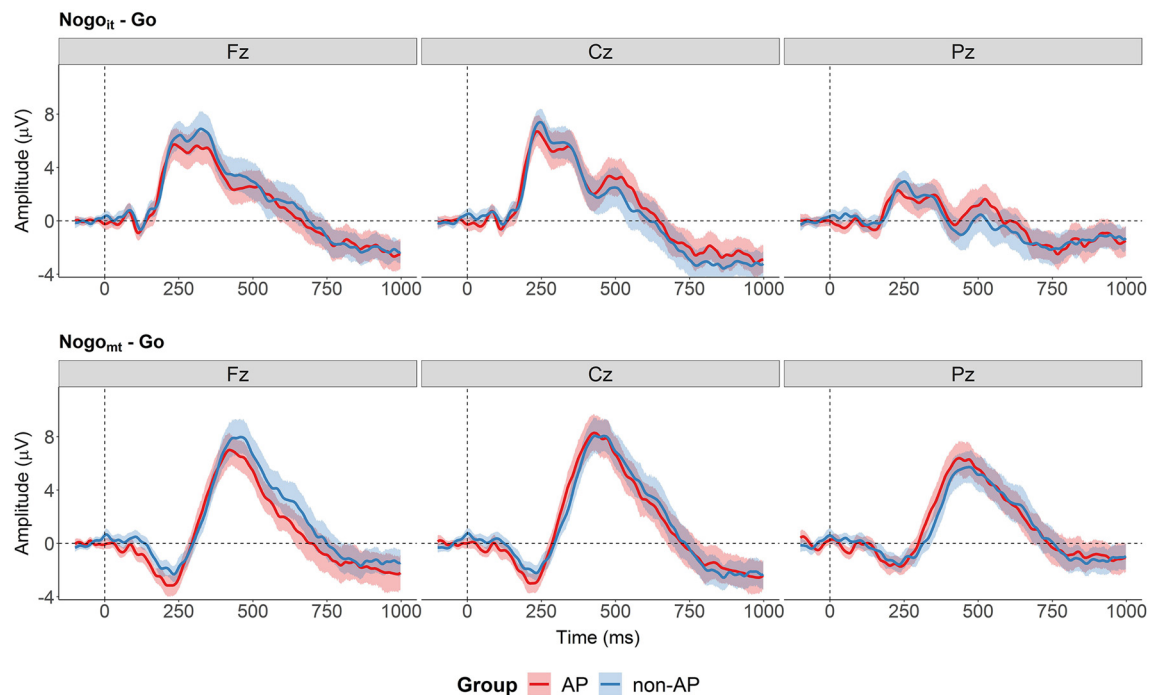 Nogo_it - Go
Fz Cz Pz
Amplitude (µV)
8
4
0
-4
0 250 500 750 1000 0 250 500 750 1000 0 250 500 750 1000
Nogo_mt - Go
Fz Cz Pz
Amplitude (µV)
8
4
0
-4
0 250 500 750 1000 0 250 500 750 1000 0 250 500 750 1000
Time (ms)
Group AP non-AP